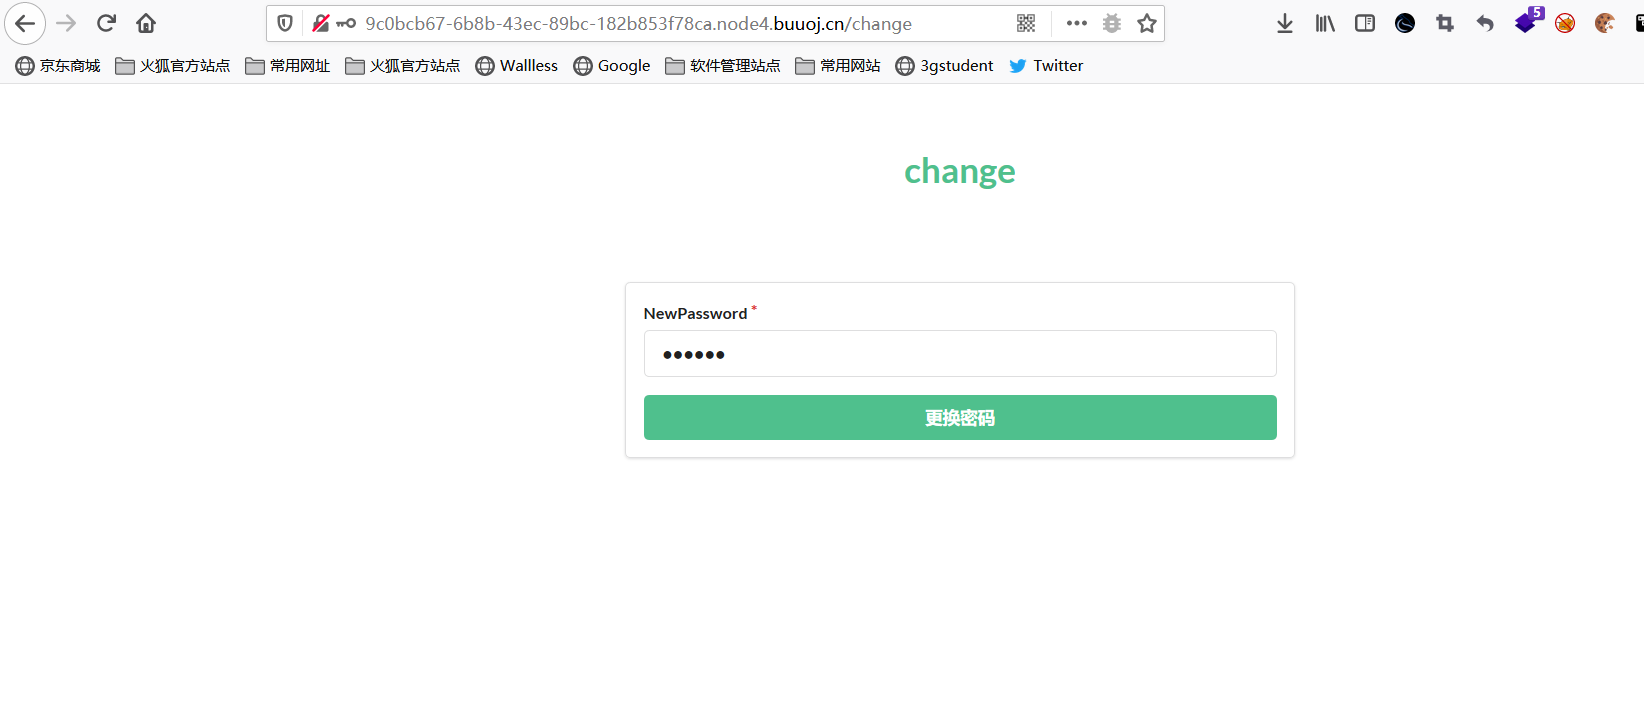 9c0bcb67-6b8b-43ec-89bc-182b853f78ca.node4.buuoj.cn/change
5
京东商城 火狐官方站点 常用网址 火狐官方站点 Wallless Google 软件管理站点 常用网站 3gstudent Twitter
change
NewPassword *
更换密码